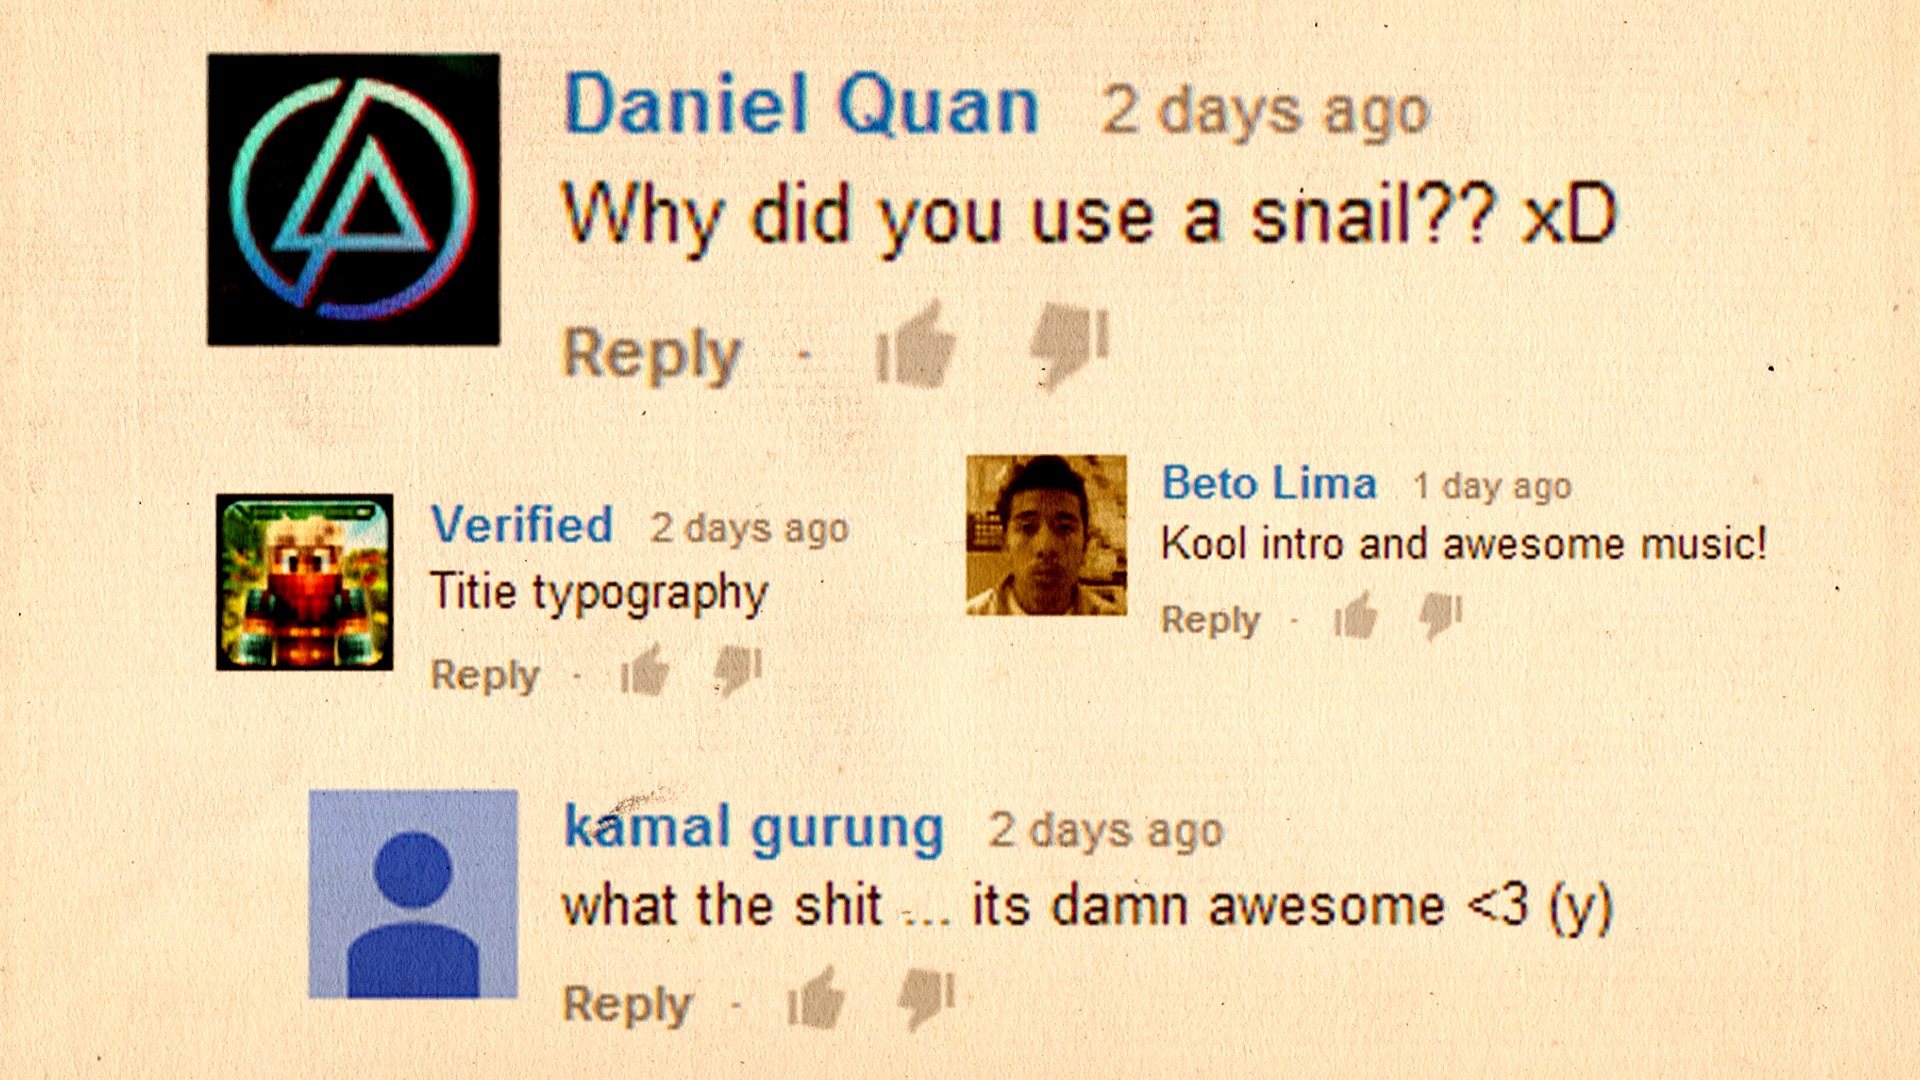 Daniel Quan 2 days ago
Why did you use a snail?? xD
Reply
Verified 2 days ago
Titie typography
Reply
Beto Lima 1 day ago
Kool intro and awesome music!
Reply
kamal gurung 2 days ago
what the shit ... its damn awesome <3 (y)
Reply